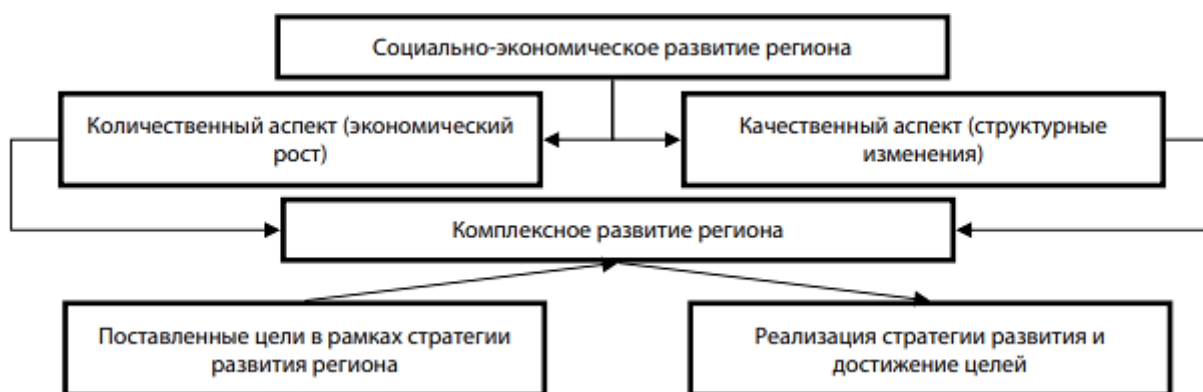 Социально-экономическое развитие региона
Количественный аспект (экономический
рост)
Качественный аспект (структурные
изменения)
Комплексное развитие региона
Поставленные цели в рамках стратегии
развития региона
Реализация стратегии развития и
достижение целей